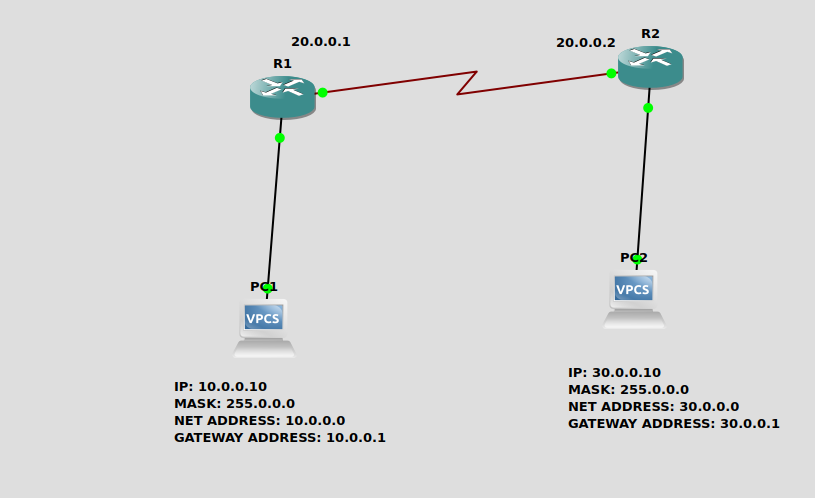 20.0.0.1
R1
20.0.0.2
R2
PC1
VPCS
PC2
VPCS
IP: 10.0.0.10
MASK: 255.0.0.0
NET ADDRESS: 10.0.0.0
GATEWAY ADDRESS: 10.0.0.1
IP: 30.0.0.10
MASK: 255.0.0.0
NET ADDRESS: 30.0.0.0
GATEWAY ADDRESS: 30.0.0.1